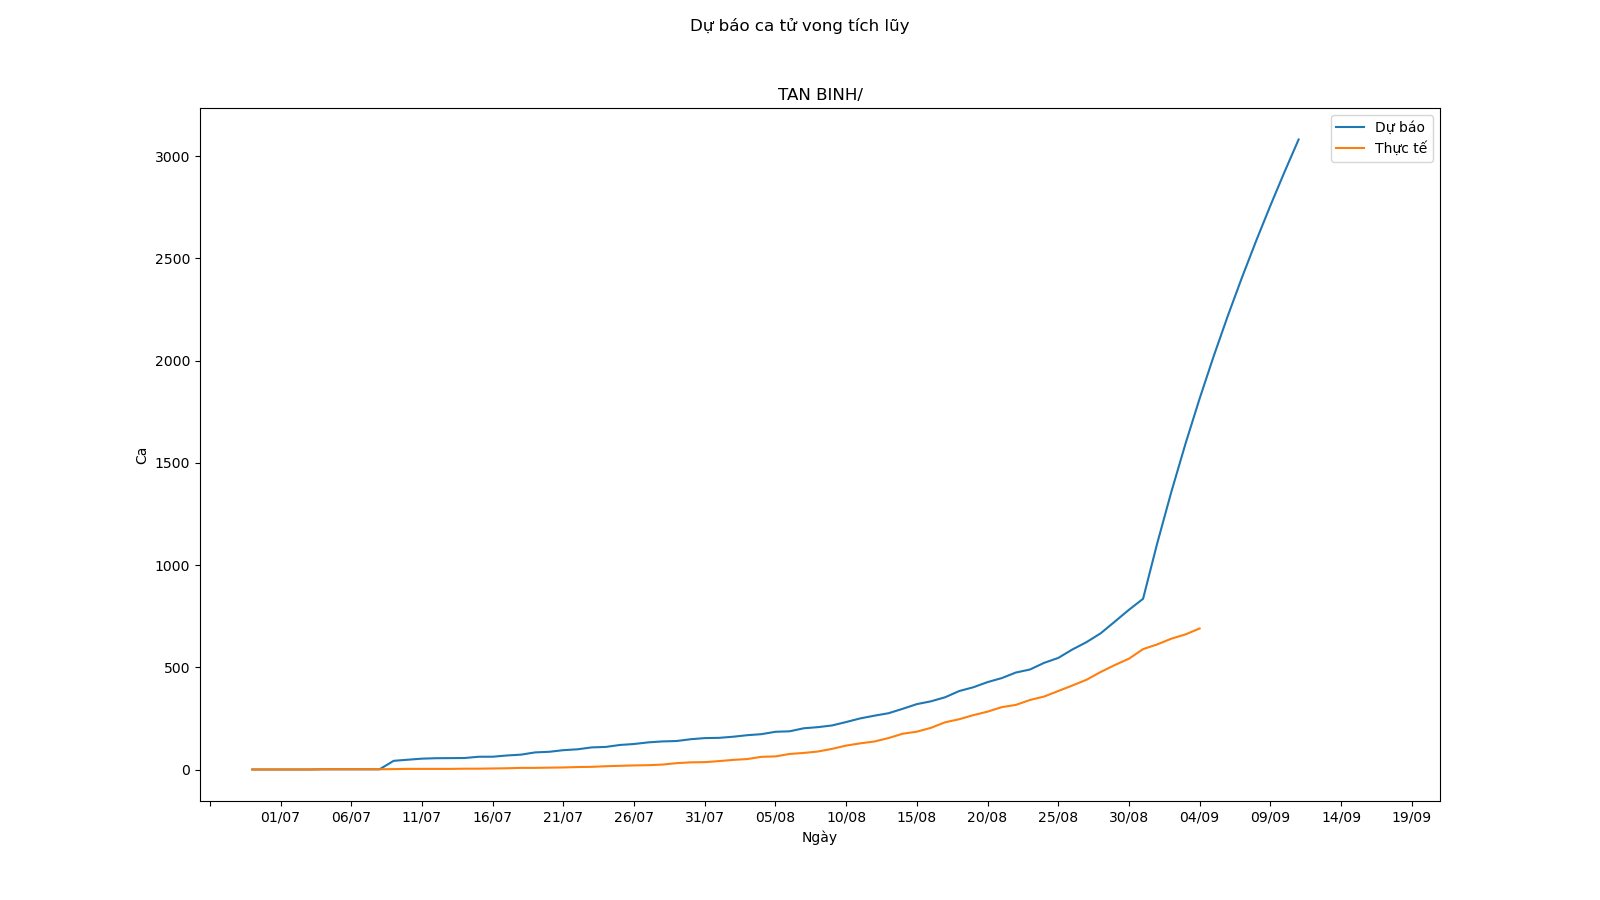 Dự báo ca tử vong tích lũy
TAN BINH/
Dự báo
Thực tế
3000
2500
2000
1500
1000
500
0
Ca
01/07 06/07 11/07 16/07 21/07 26/07 31/07 05/08 10/08 15/08 20/08 25/08 30/08 04/09 09/09 14/09 19/09
Ngày